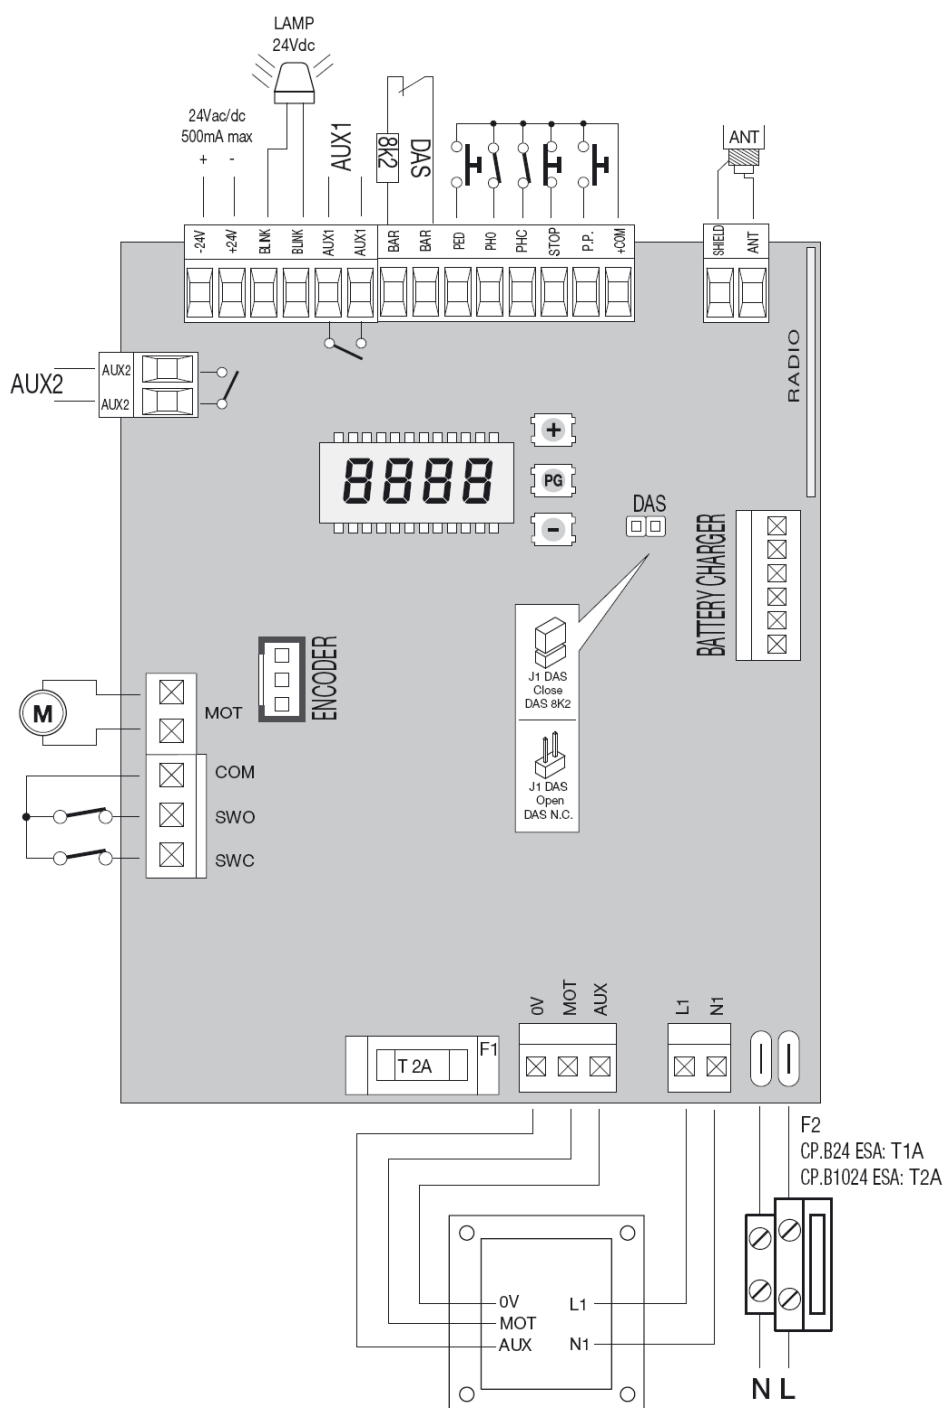 LAMP
24Vdc
24Vac/dc
500mA max
+ -
AUX1
8k2
DAS
ANT
-24V
+24V
BLINK
BLINK
AUX1
AUX1
BAR
BAR
PED
PHO
PHC
STOP
P.P.
+COM
SHIELD
ANT
RADIO
AUX2
AUX2
AUX2
8888
+
PG
-
DAS
BATTERY CHARGER
J1 DAS
Close
DAS 8K2
J1 DAS
Open
DAS N.C.
ENCODER
M
MOT
COM
SWO
SWC
0V
MOT
AUX
L1
N1
F1
T 2A
F2
CP.B24 ESA: T1A
CP.B1024 ESA: T2A
0V
MOT
AUX
L1
N1
N L